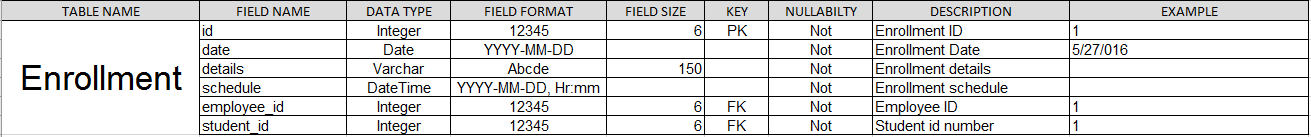 TABLE NAME FIELD NAME DATA TYPE FIELD FORMAT FIELD SIZE KEY NULLABILTY DESCRIPTION EXAMPLE
Enrollment
id Integer 12345 6 PK Not Enrollment ID 1
date Date YYYY-MM-DD Not Enrollment Date 5/27/016
details Varchar Abcde 150 Not Enrollment details
schedule DateTime YYYY-MM-DD, Hr:mm Not Enrollment schedule
employee_id Integer 12345 6 FK Not Employee ID 1
student_id Integer 12345 6 FK Not Student id number 1